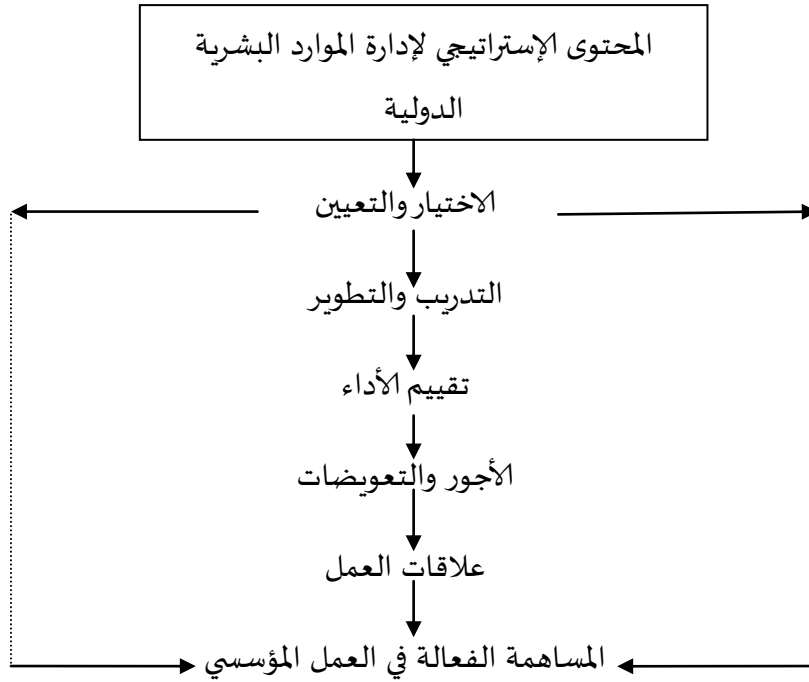 المحتوى الإستراتيجي لإدارة الموارد البشرية
الدولية
الاختيار والتعيين
التدريب والتطوير
تقييم الأداء
الأجور والتعويضات
علاقات العمل
المساهمة الفعالة في العمل المؤسسي